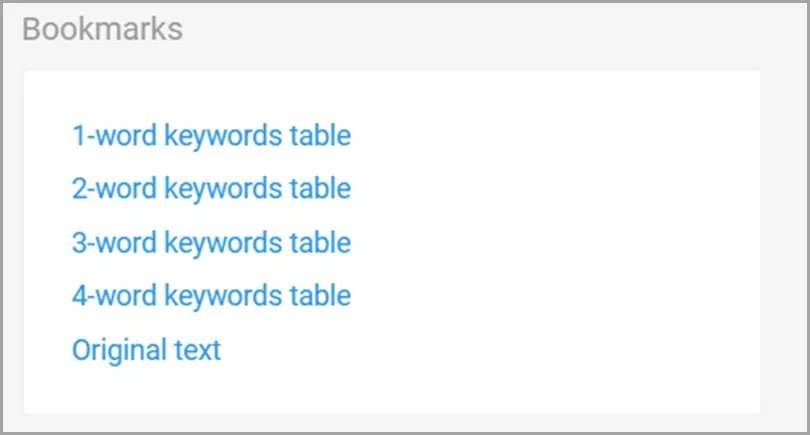 Bookmarks
1-word keywords table
2-word keywords table
3-word keywords table
4-word keywords table
Original text